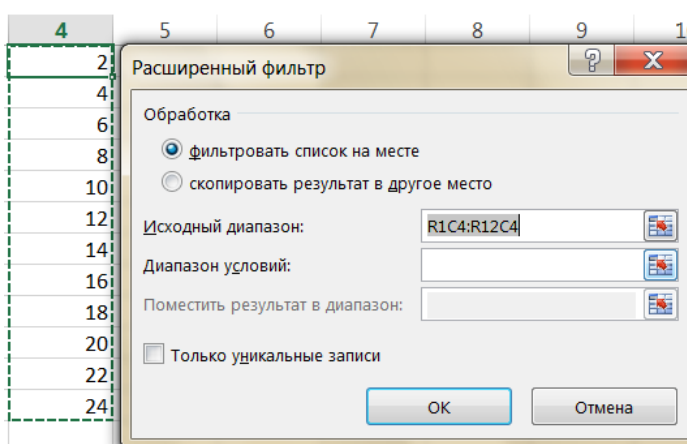 4 5 6 7 8 9 1
2
Расширенный фильтр
4
Обработка
6
фильтровать список на месте
8
скопировать результат в другое место
10
12
Исходный диапазон: R1C4:R12C4
14
Диапазон условий:
16
Поместить результат в диапазон:
18
20
Только уникальные записи
22
24
ОК Отмена